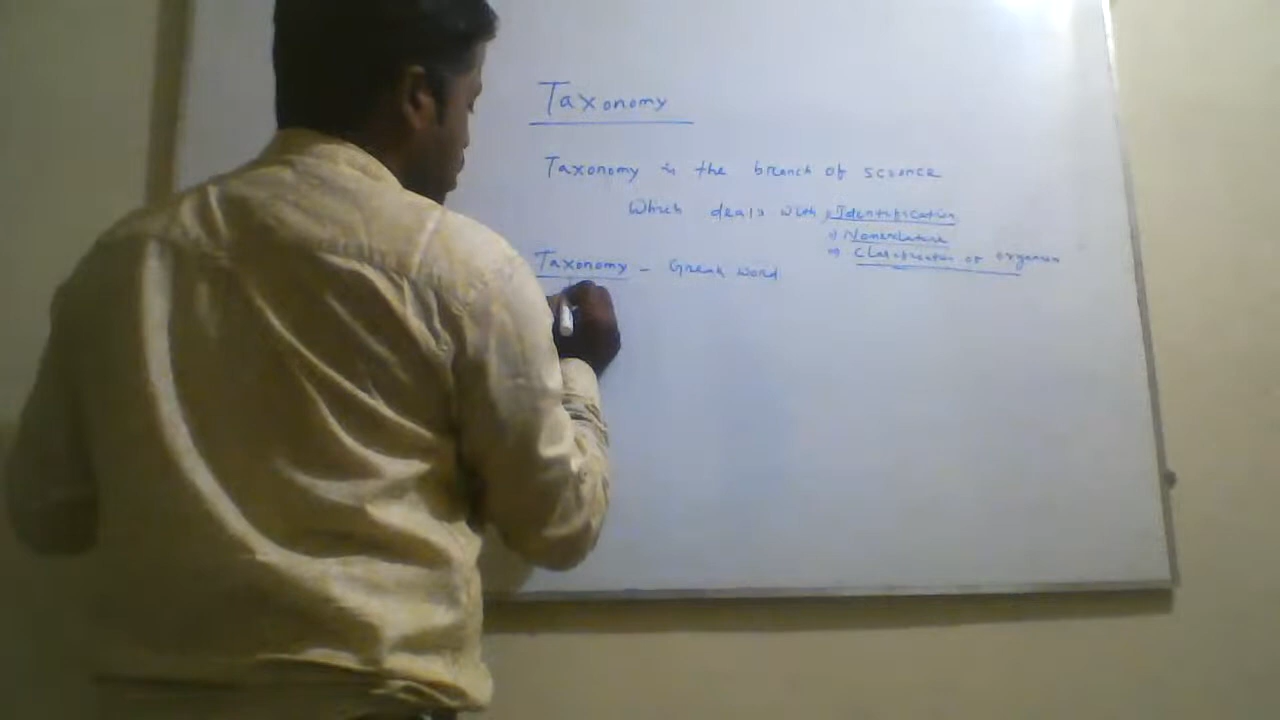 Taxonomy
Taxonomy is the branch of science
Which deals with, Identification
Nomenclature
Classification of organism
Taxonomy - Greek word